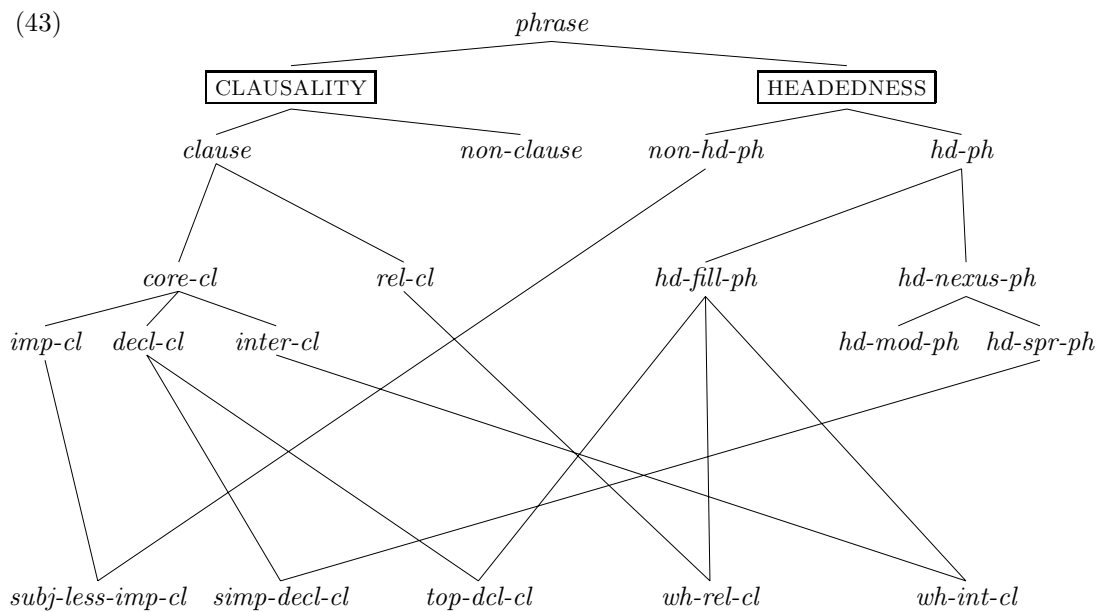 (43) phrase
CLAUSALITY HEADEDNESS
clause non-clause non-hd-ph hd-ph
core-cl rel-cl hd-fill-ph hd-nexus-ph
imp-cl decl-cl inter-cl hd-mod-ph hd-spr-ph
subj-less-imp-cl simp-decl-cl top-dcl-cl wh-rel-cl wh-int-cl